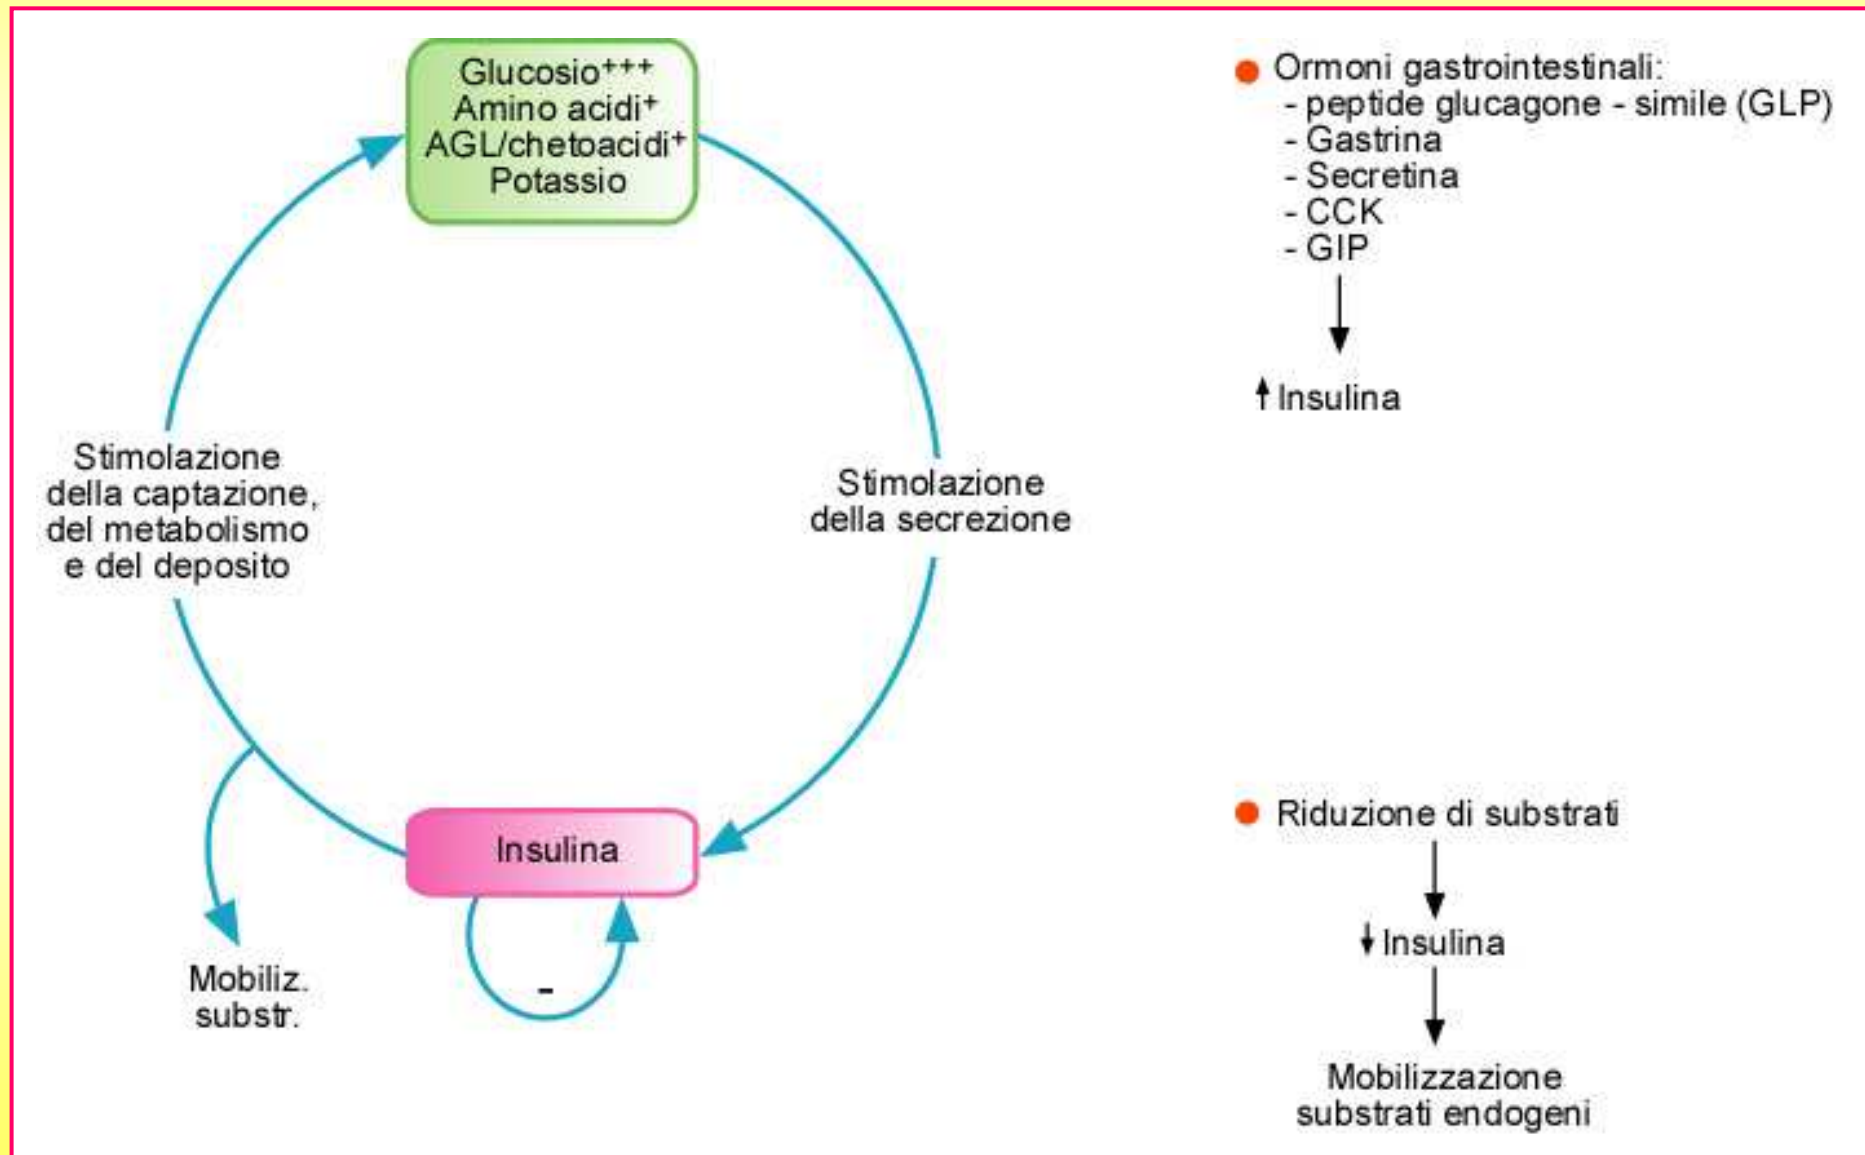 Glucosio+++
Amino acidi+
AGL/chetoacidi+
Potassio
Stimolazione
della captazione,
del metabolismo
e del deposito
Stimolazione
della secrezione
Insulina
-
Mobiliz.
substr.
Ormoni gastrointestinali:
- peptide glucagone - simile (GLP)
- Gastrina
- Secretina
- CCK
- GIP
Insulina
Riduzione di substrati
Insulina
Mobilizzazione
substrati endogeni